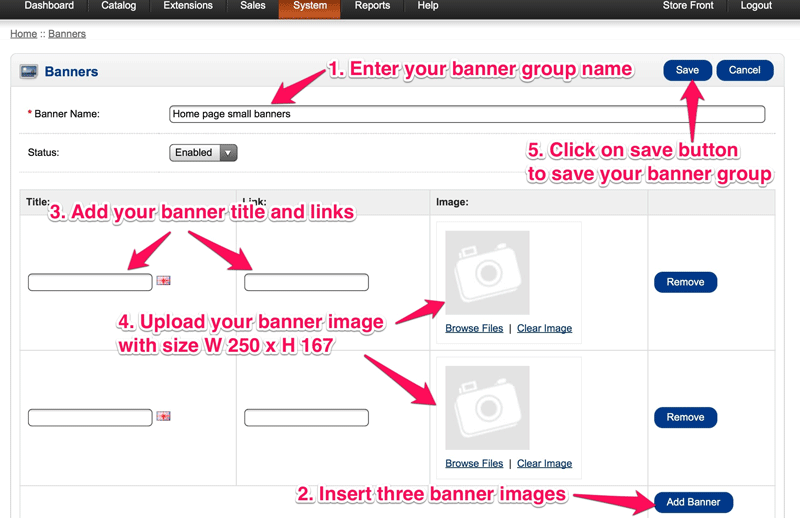 Dashboard Catalog Extensions Sales System Reports Help Store Front Logout
Home :: Banners
Banners
1. Enter your banner group name
Save Cancel
* Banner Name: Home page small banners
Status: Enabled
5. Click on save button
to save your banner group
Title: Link: Image:
3. Add your banner title and links
Browse Files | Clear Image
Remove
4. Upload your banner image
with size W 250 x H 167
Browse Files | Clear Image
Remove
2. Insert three banner images
Add Banner